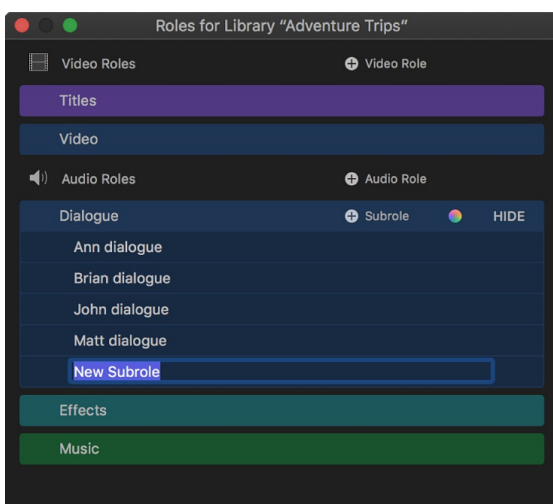 Roles for Library “Adventure Trips”
Video Roles Video Role
Titles
Video
Audio Roles Audio Role
Dialogue Subrole HIDE
Ann dialogue
Brian dialogue
John dialogue
Matt dialogue
New Subrole
Effects
Music